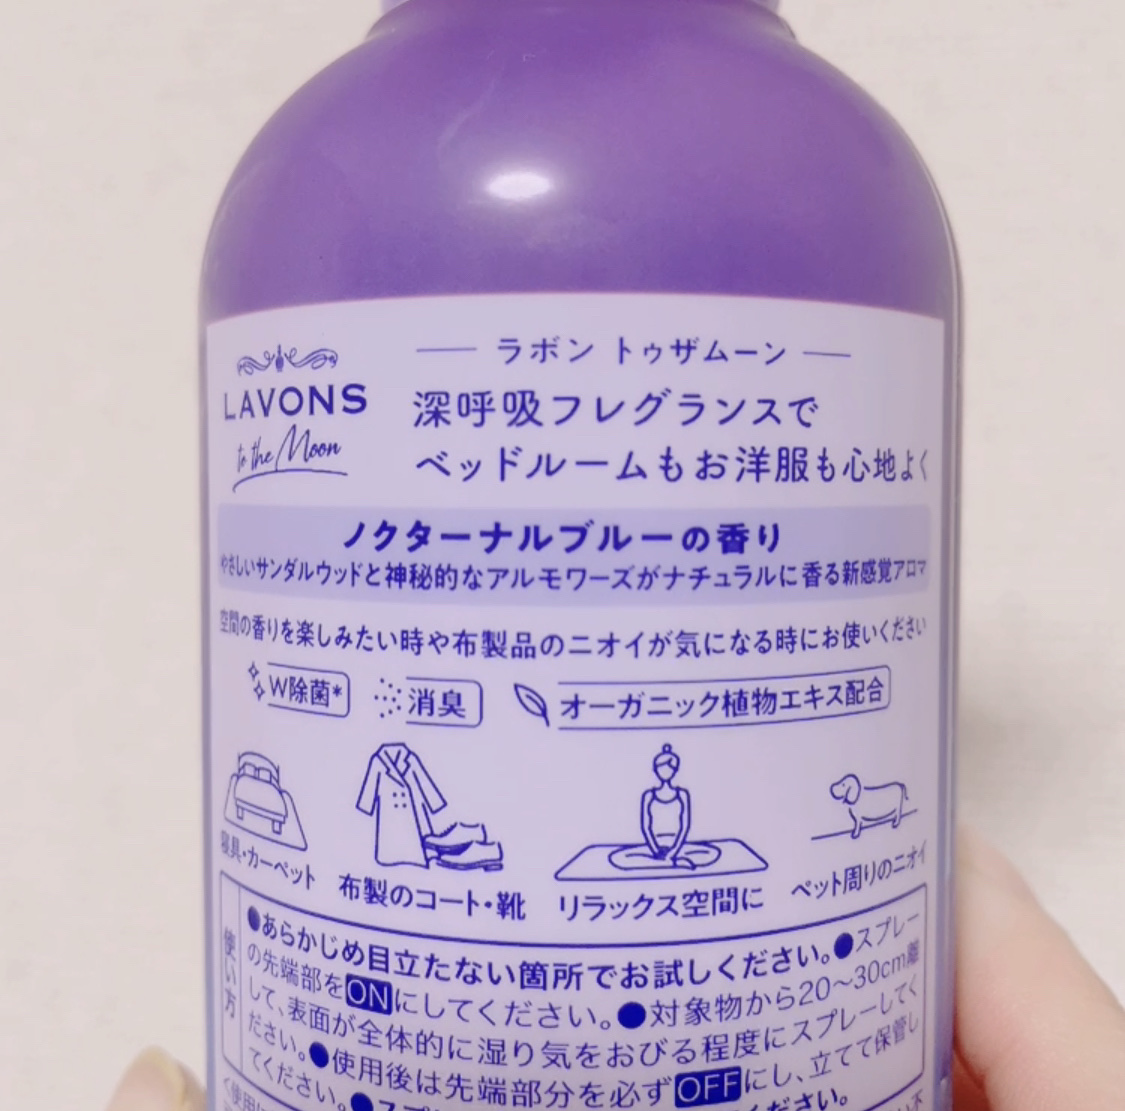 LAVONS
to the Moon
ラボン トゥザムーン
深呼吸フレグランスで
ベッドルームもお洋服も心地よく
ノクターナルブルーの香り
やさしいサンダルウッドと神秘的なアルモワーズがナチュラルに香る新感覚アロマ
空間の香りを楽しみたい時や布製品のニオイが気になる時にお使いください
W除菌*
消臭
オーガニック植物エキス配合
寝具・カーペット
布製のコート・靴
リラックス空間に
ペット周りのニオイ
使い方
●あらかじめ目立たない箇所でお試しください。●スプレー
の先端部をONにしてください。●対象物から20〜30cm離
して、表面が全体的に湿り気をおびる程度にスプレーしてく
ださい。●使用後は先端部分を必ずOFFにし、立てて保管し
てください。●スプ
ください。